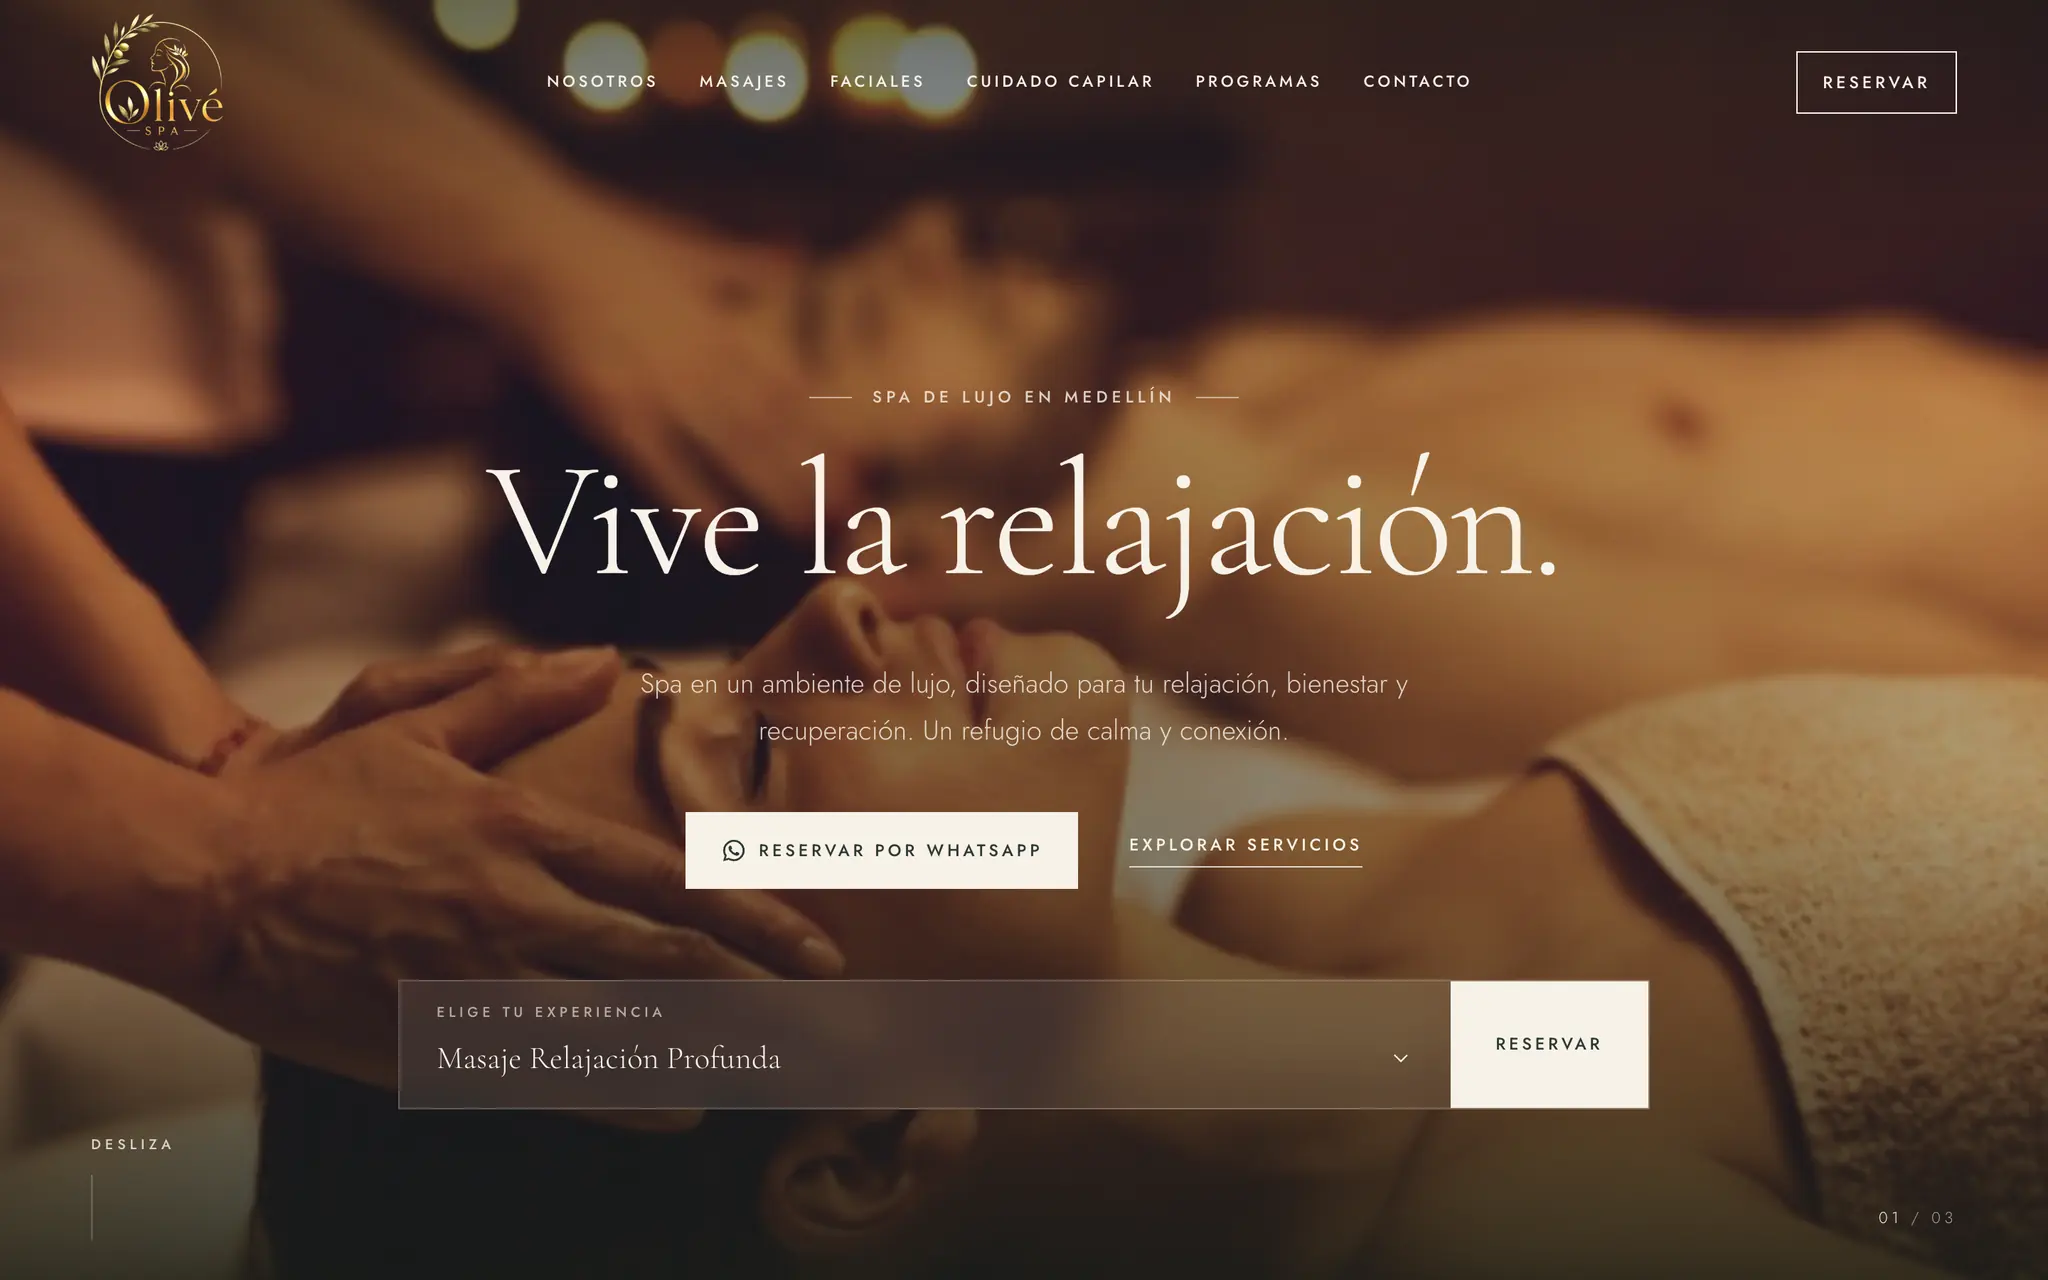 Olivé
SPA
NOSOTROS
MASAJES
FACIALES
CUIDADO CAPILAR
PROGRAMAS
CONTACTO
RESERVAR
SPA DE LUJO EN MEDELLÍN
Vive la relajación.
Spa en un ambiente de lujo, diseñado para tu relajación, bienestar y
recuperación. Un refugio de calma y conexión.
RESERVAR POR WHATSAPP
EXPLORAR SERVICIOS
ELIGE TU EXPERIENCIA
Masaje Relajación Profunda
RESERVAR
DESLIZA
01 / 03